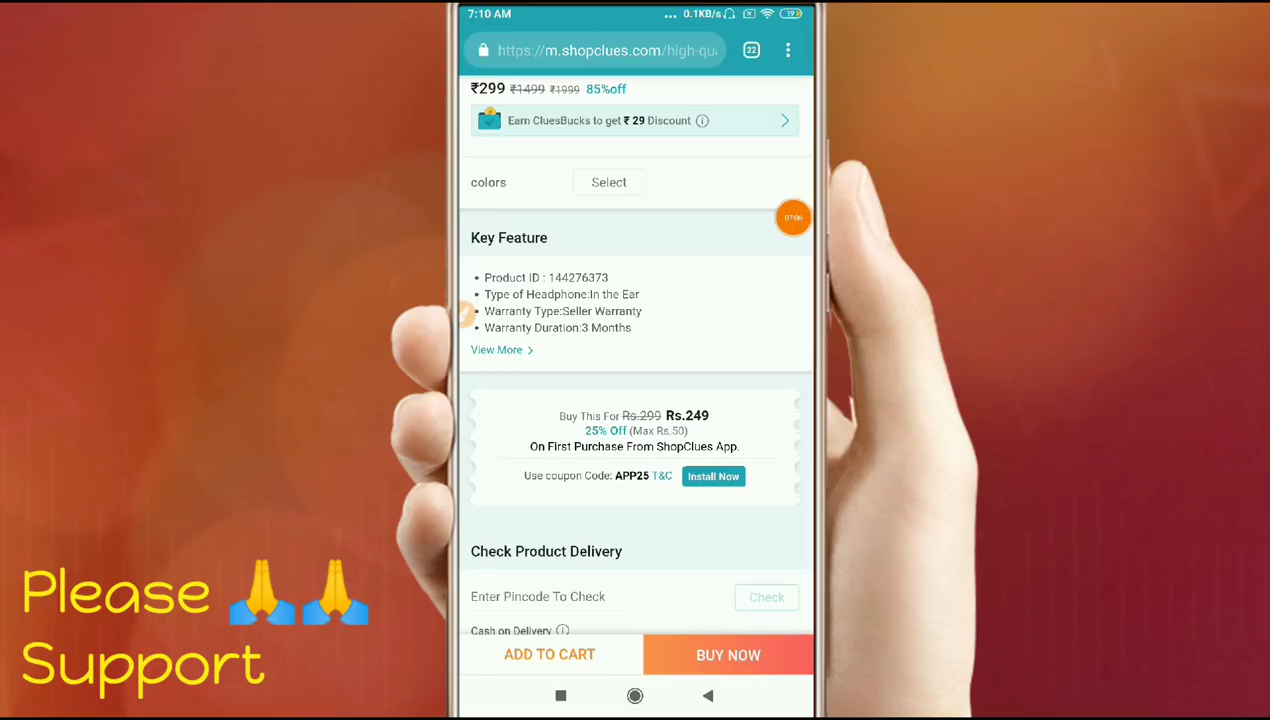 7:10 AM ... 0.1KB/s 19
https://m.shopclues.com/high-qu 22
₹299 ₹1499 ₹1999 85%off
Earn CluesBucks to get ₹ 29 Discount
colors Select
07:06
Key Feature
• Product ID : 144276373
• Type of Headphone:In the Ear
• Warranty Type:Seller Warranty
• Warranty Duration:3 Months
View More >
Buy This For Rs.299 Rs.249
25% Off (Max Rs.50)
On First Purchase From ShopClues App.
Use coupon Code: APP25 T&C Install Now
Check Product Delivery
Enter Pincode To Check Check
Cash on Delivery
ADD TO CART BUY NOW
Please 🙏🙏
Support